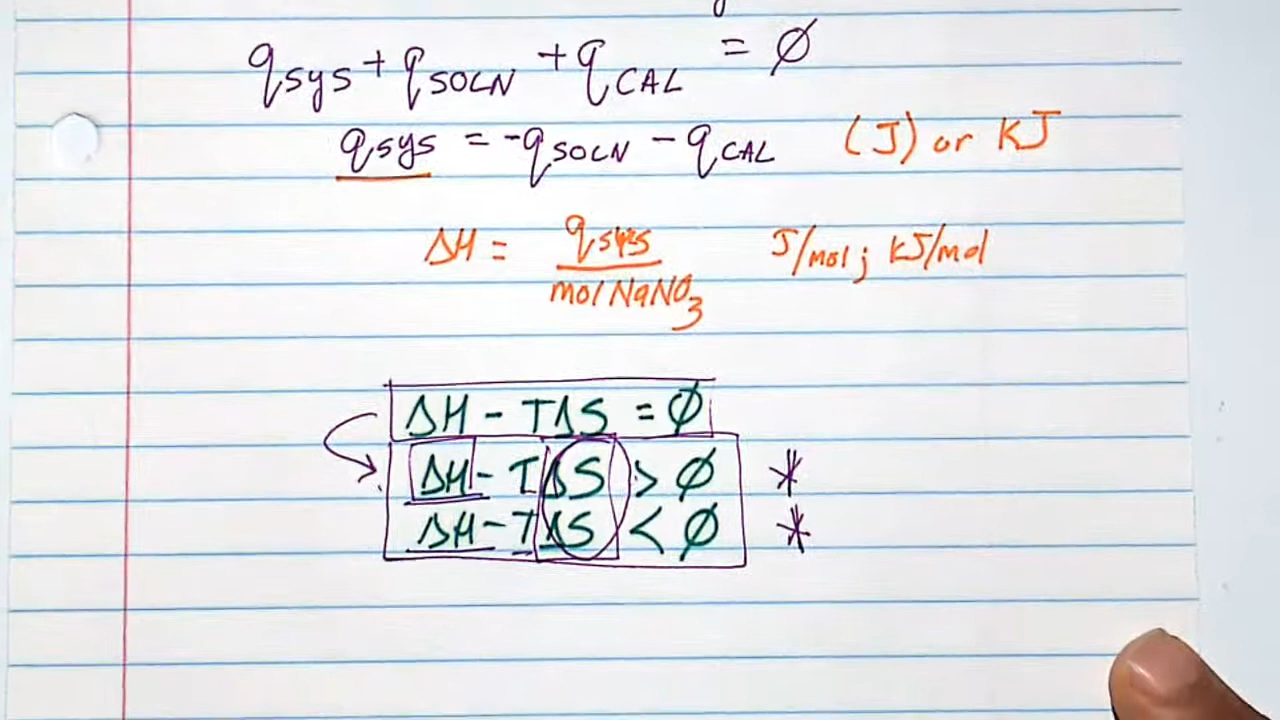 qsys + qSOLN + qCAL = ∅
qsys = -qSOLN - qCAL (J) or KJ
ΔH = qsys / mol NaNO3 J/mol ; KJ/mol
ΔH - TΔS = ∅
ΔH - TΔS > ∅ *
ΔH - TΔS < ∅ *